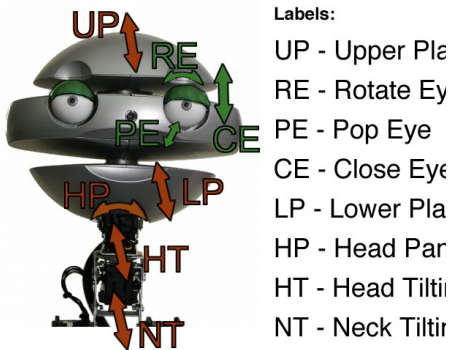 UP
RE
PE
CE
HP
LP
HT
NT
Labels:
UP - Upper Pla
RE - Rotate Ey
PE - Pop Eye
CE - Close Eye
LP - Lower Pla
HP - Head Pan
HT - Head Tiltin
NT - Neck Tiltin